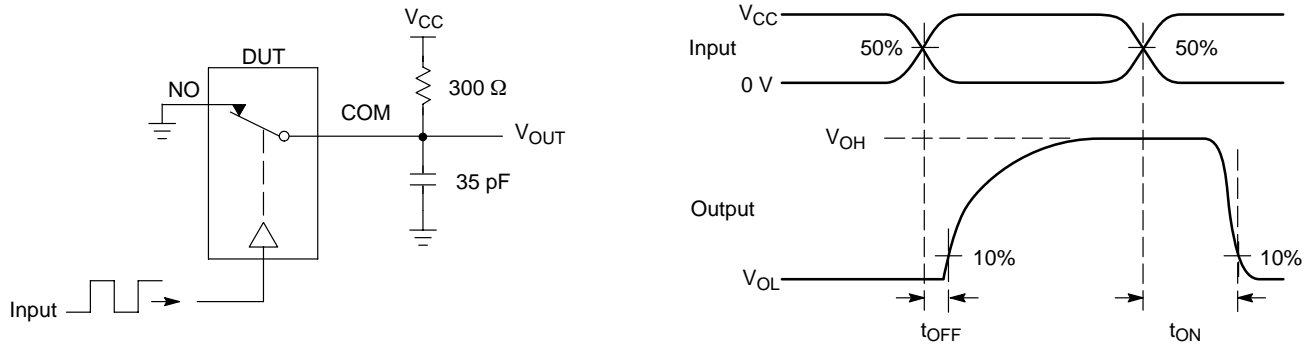 DUT
NO
COM
V_CC
300 Ω
V_OUT
35 pF
Input
V_CC
Input
0 V
50%
50%
V_OH
Output
V_OL
10%
10%
t_OFF
t_ON